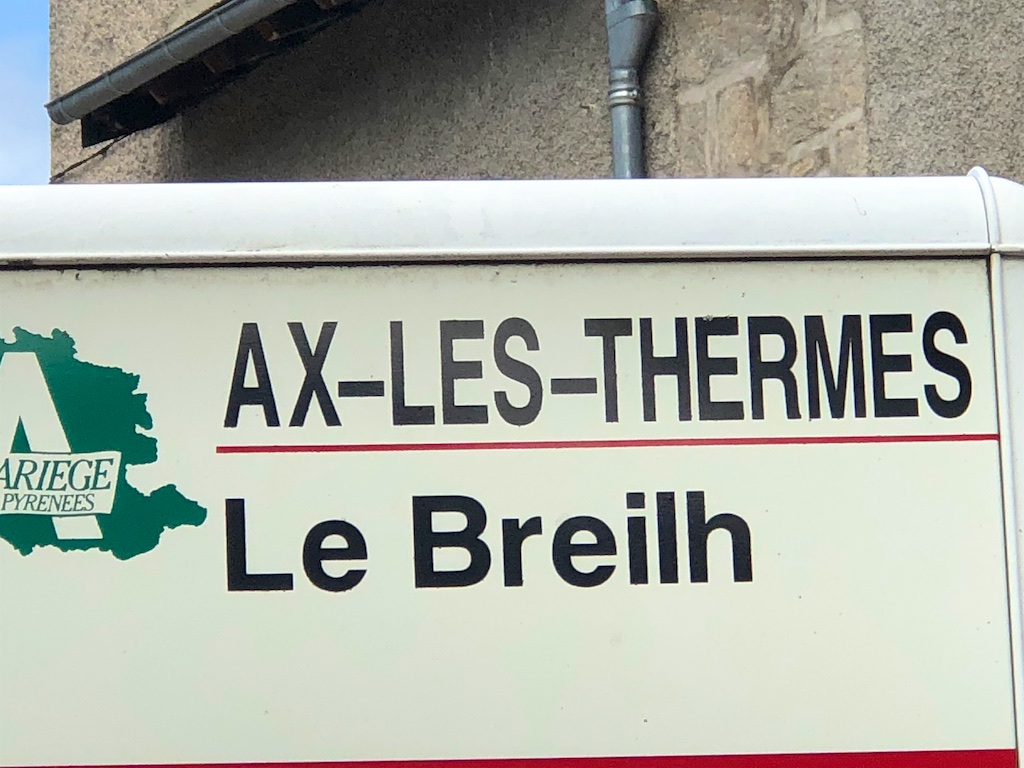 AX-LES-THERMES
Le Breilh
A
ARIEGE
PYRENEES